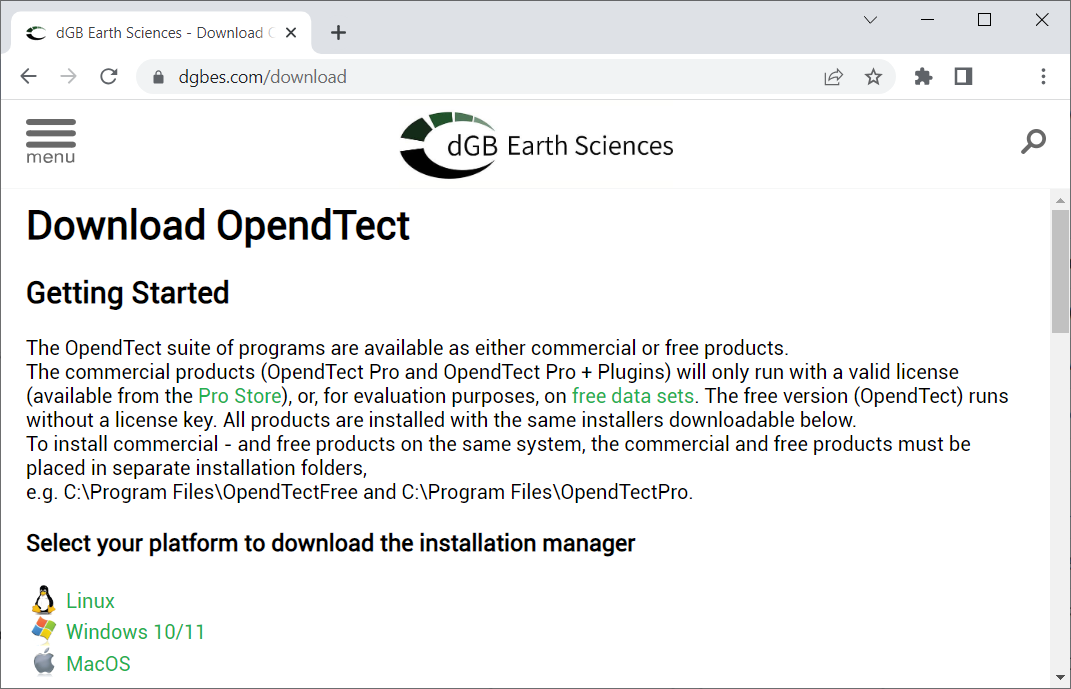 dGB Earth Sciences - Download
dgbes.com/download
menu
dGB Earth Sciences
Download OpendTect
Getting Started
The OpendTect suite of programs are available as either commercial or free products.
The commercial products (OpendTect Pro and OpendTect Pro + Plugins) will only run with a valid license
(available from the Pro Store), or, for evaluation purposes, on free data sets. The free version (OpendTect) runs
without a license key. All products are installed with the same installers downloadable below.
To install commercial - and free products on the same system, the commercial and free products must be
placed in separate installation folders,
e.g. C:\Program Files\OpendTectFree and C:\Program Files\OpendTectPro.
Select your platform to download the installation manager
Linux
Windows 10/11
MacOS